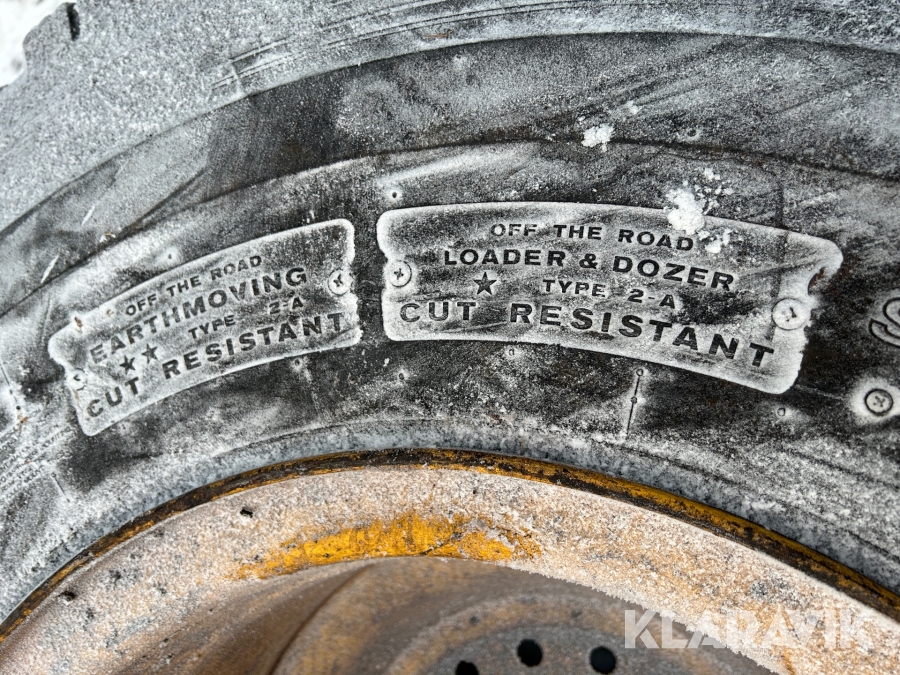 OFF THE ROAD
EARTHMOVING
★★ TYPE 2-A
CUT RESISTANT
OFF THE ROAD
LOADER & DOZER
★ TYPE 2-A
CUT RESISTANT
KLARAVIK